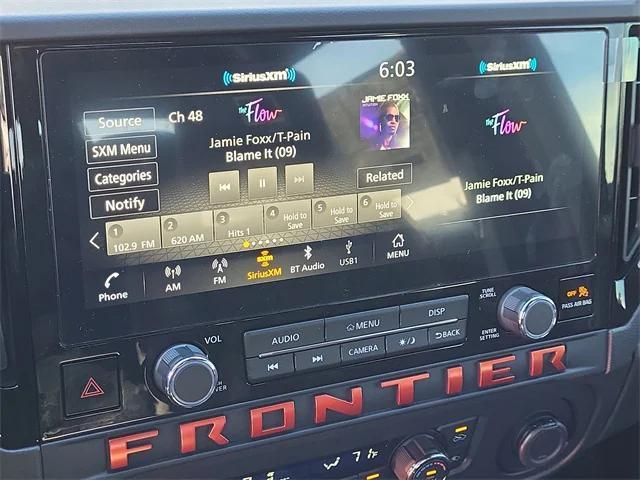 ((SiriusXM)) 6:03 ((SiriusXM))
Source Ch 48 the Flow JAMIE FOXX
INTUITION
Jamie Foxx/T-Pain
SXM Menu Blame It (09)
the Flow
Categories Related
Jamie Foxx/T-Pain
Blame It (09)
Notify
1 2 3 4 5 6
102.9 FM 620 AM Hits 1 Hold to Save Hold to Save Hold to Save
Phone AM FM SXM SiriusXM BT Audio USB1 MENU
VOL AUDIO MENU DISP TUNE
SCROLL
OFF
PASS AIR BAG
CAMERA BACK ENTER
SETTING
FRONTIER